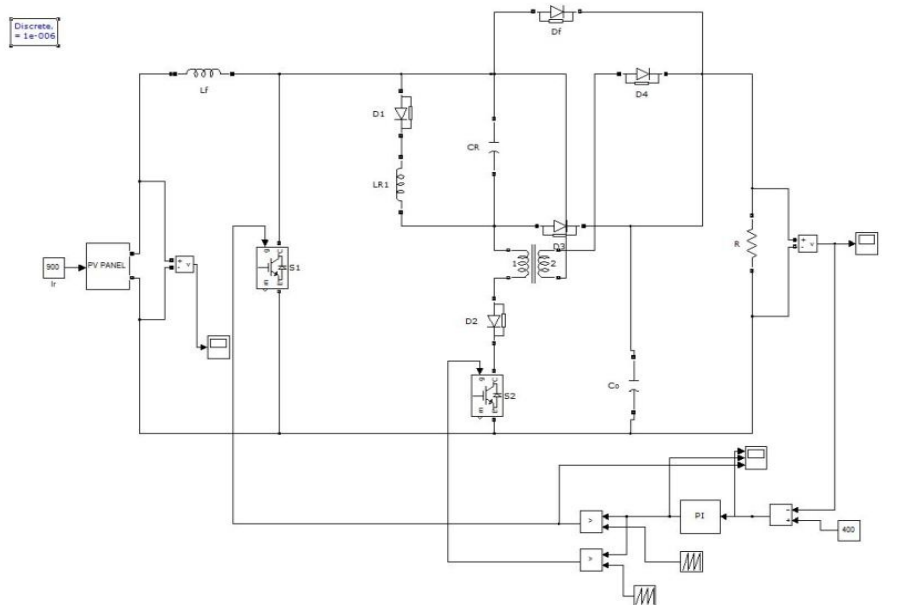 Discrete,
= 1e-006
Df
Lf
D4
D1
CR
LR1
D3
R
v
900
Ir
PV PANEL
+
-
v
+
-
g
C
m
E
S1
1
2
D2
g
C
m
E
S2
Co
>
PI
-
+
400
>